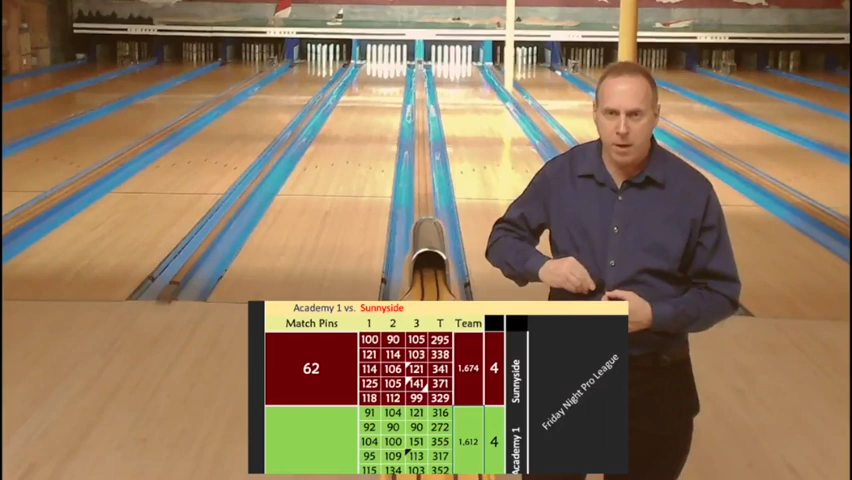 Academy 1 vs. Sunnyside
Match Pins 1 2 3 T Team
100 90 105 295
121 114 103 338
62 114 106 121 341 1,674 4 Sunnyside
125 105 141 371
118 112 99 329
91 104 121 316
92 90 90 272
104 100 151 355 1,612 4 Academy 1
95 109 113 317
115 134 103 352
Friday Night Pro League